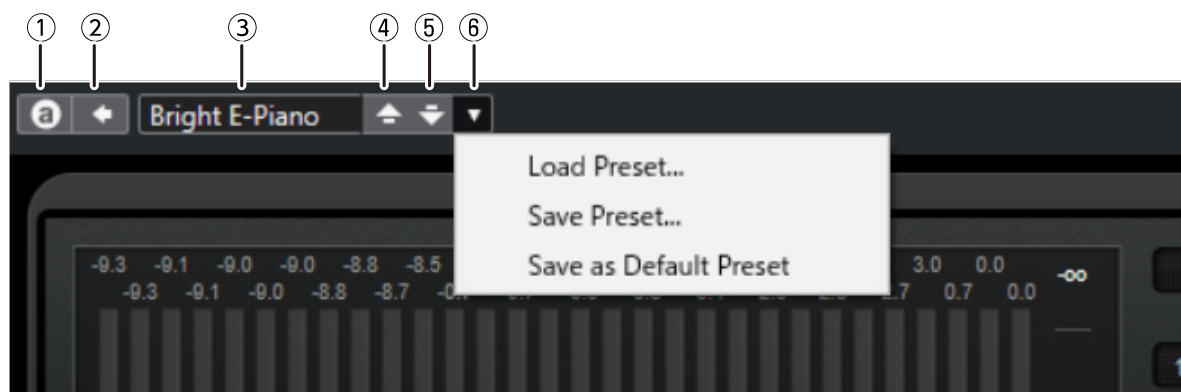 ① ② ③ ④ ⑤ ⑥
a Bright E-Piano
Load Preset...
Save Preset...
Save as Default Preset
-9.3 -9.1 -9.0 -9.0 -8.8 -8.5 3.0 0.0 -∞
-9.3 -9.1 -9.0 -8.8 -8.7 0.7 0.0